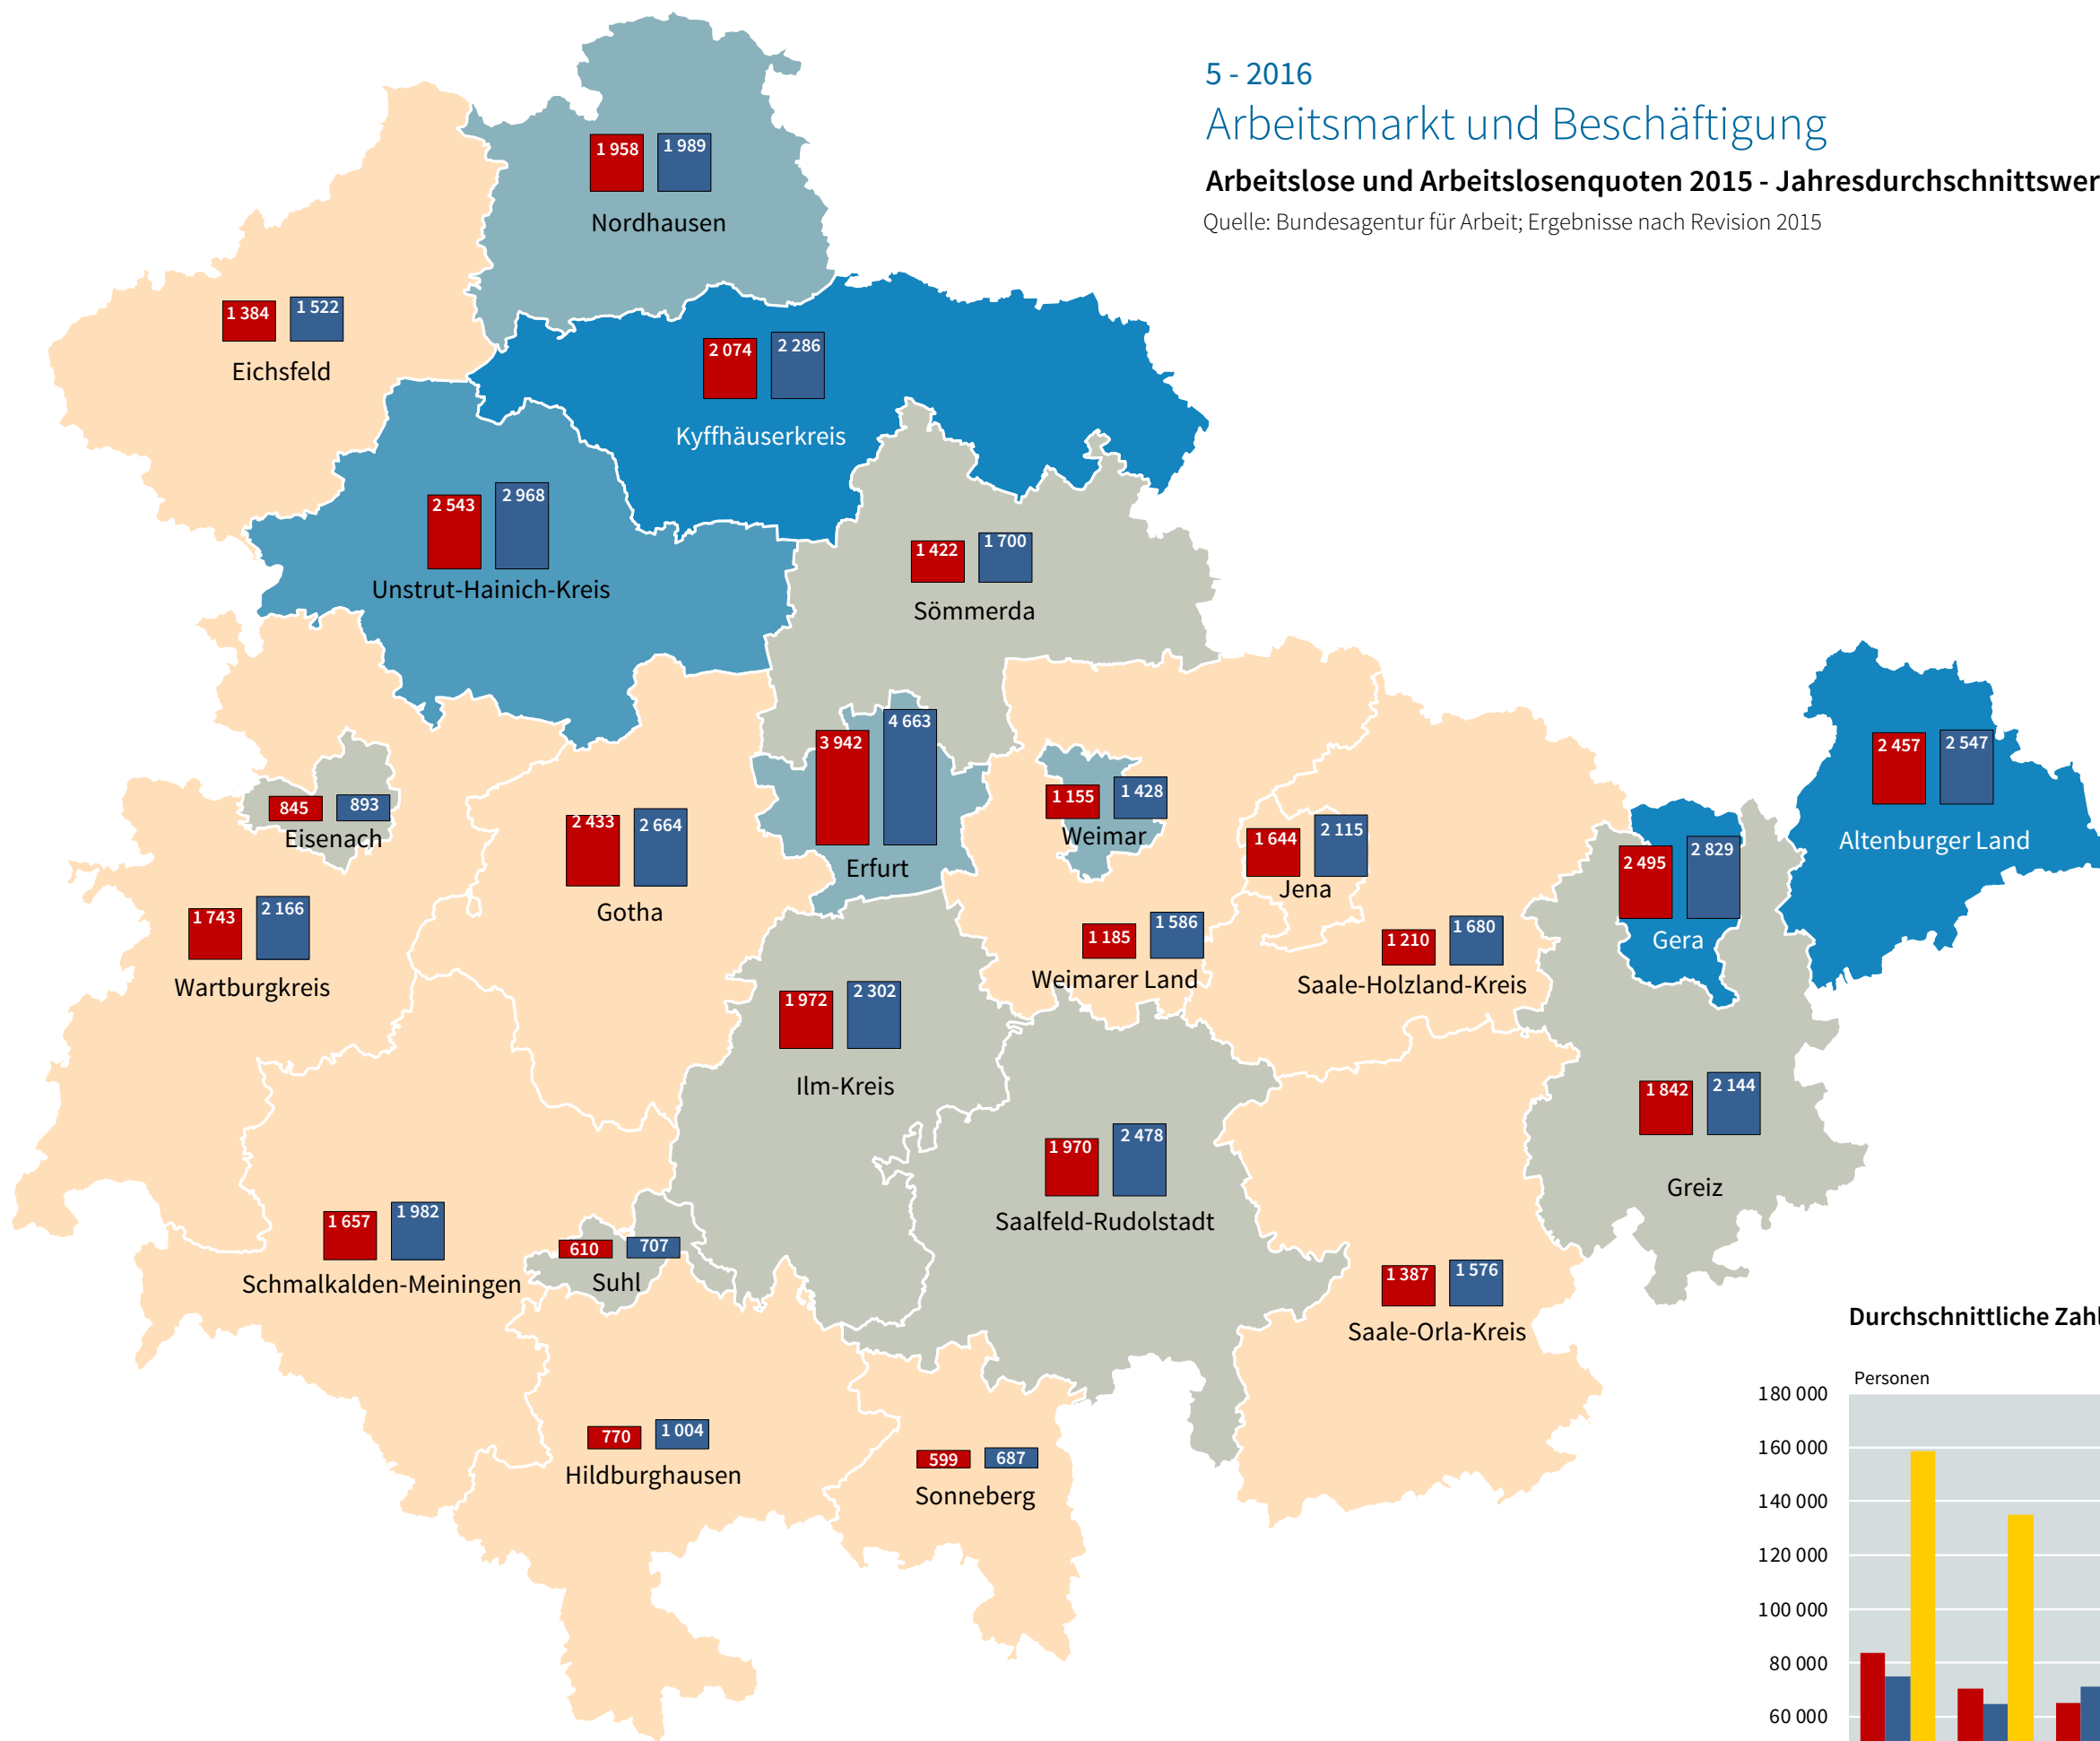 5 - 2016
Arbeitsmarkt und Beschäftigung
Arbeitslose und Arbeitslosenquoten 2015 - Jahresdurchschnittswer
Quelle: Bundesagentur für Arbeit; Ergebnisse nach Revision 2015
1 958 1 989
Nordhausen
1 384 1 522
Eichsfeld
2 074 2 286
Kyffhäuserkreis
2 543 2 968
Unstrut-Hainich-Kreis
1 422 1 700
Sömmerda
3 942 4 663
Erfurt
2 457 2 547
Altenburger Land
845 893
Eisenach
2 433 2 664
Gotha
1 155 1 428
Weimar
1 644 2 115
Jena
2 495 2 829
Gera
1 743 2 166
Wartburgkreis
1 185 1 586
Weimarer Land
1 210 1 680
Saale-Holzland-Kreis
1 972 2 302
Ilm-Kreis
1 842 2 144
Greiz
1 970 2 478
Saalfeld-Rudolstadt
1 657 1 982
Schmalkalden-Meiningen
610 707
Suhl
1 387 1 576
Saale-Orla-Kreis
770 1 004
Hildburghausen
599 687
Sonneberg
Durchschnittliche Zahl
Personen
180 000
160 000
140 000
120 000
100 000
80 000
60 000